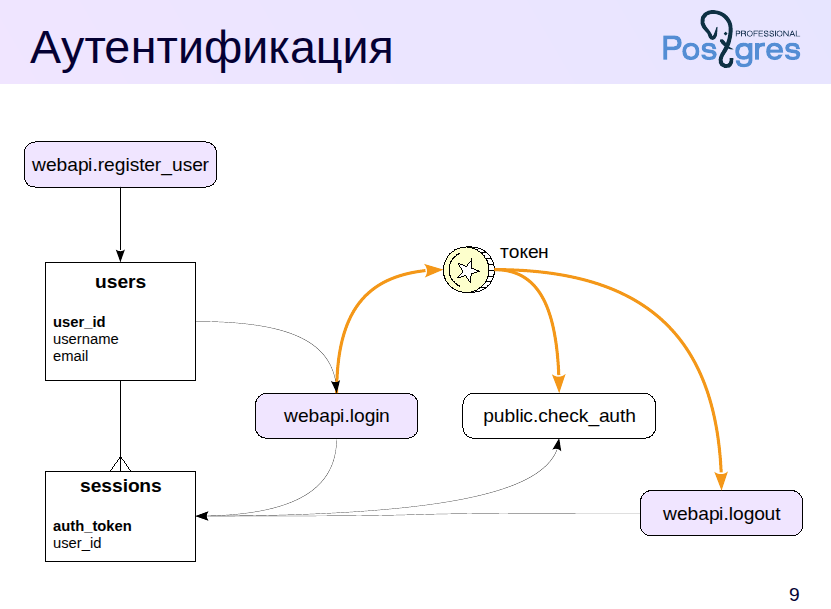 Аутентификация
PROFESSIONAL
Postgres
webapi.register_user
токен
users
user_id
username
email
webapi.login
public.check_auth
sessions
auth_token
user_id
webapi.logout
9